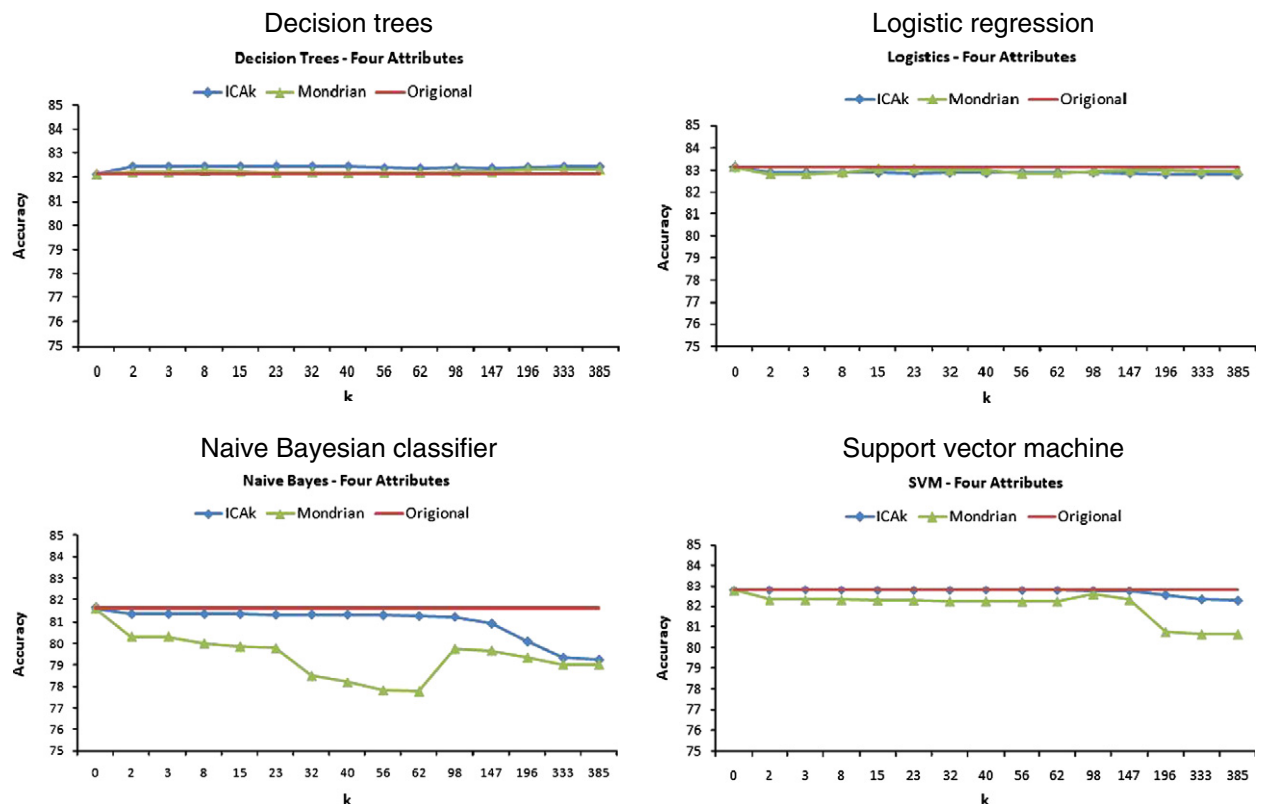 Decision trees
Decision Trees - Four Attributes
ICAk Mondrian Origional
85
84
83
82
81
80
79
78
77
76
75
Accuracy
0 2 3 8 15 23 32 40 56 62 98 147 196 333 385
k
Logistic regression
Logistics - Four Attributes
ICAk Mondrian Origional
85
84
83
82
81
80
79
78
77
76
75
Accuracy
0 2 3 8 15 23 32 40 56 62 98 147 196 333 385
k
Naive Bayesian classifier
Naive Bayes - Four Attributes
ICAk Mondrian Origional
85
84
83
82
81
80
79
78
77
76
75
Accuracy
0 2 3 8 15 23 32 40 56 62 98 147 196 333 385
k
Support vector machine
SVM - Four Attributes
ICAk Mondrian Origional
85
84
83
82
81
80
79
78
77
76
75
Accuracy
0 2 3 8 15 23 32 40 56 62 98 147 196 333 385
k